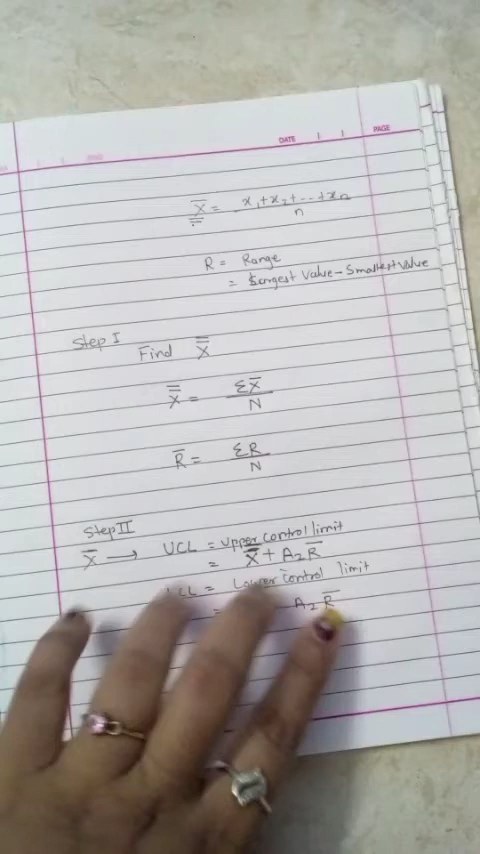 DATE
PAGE
X̄ = x₁+x₂+...+xₙ / n
R = Range
= Largest Value - Smallest Value
Step I
Find X̿
X̿ = ΣX̄ / N
R̄ = ΣR / N
Step II
X̄ → UCL = Upper control limit
= X̿ + A₂R̄
LCL = Lower control limit
= A₂R̄